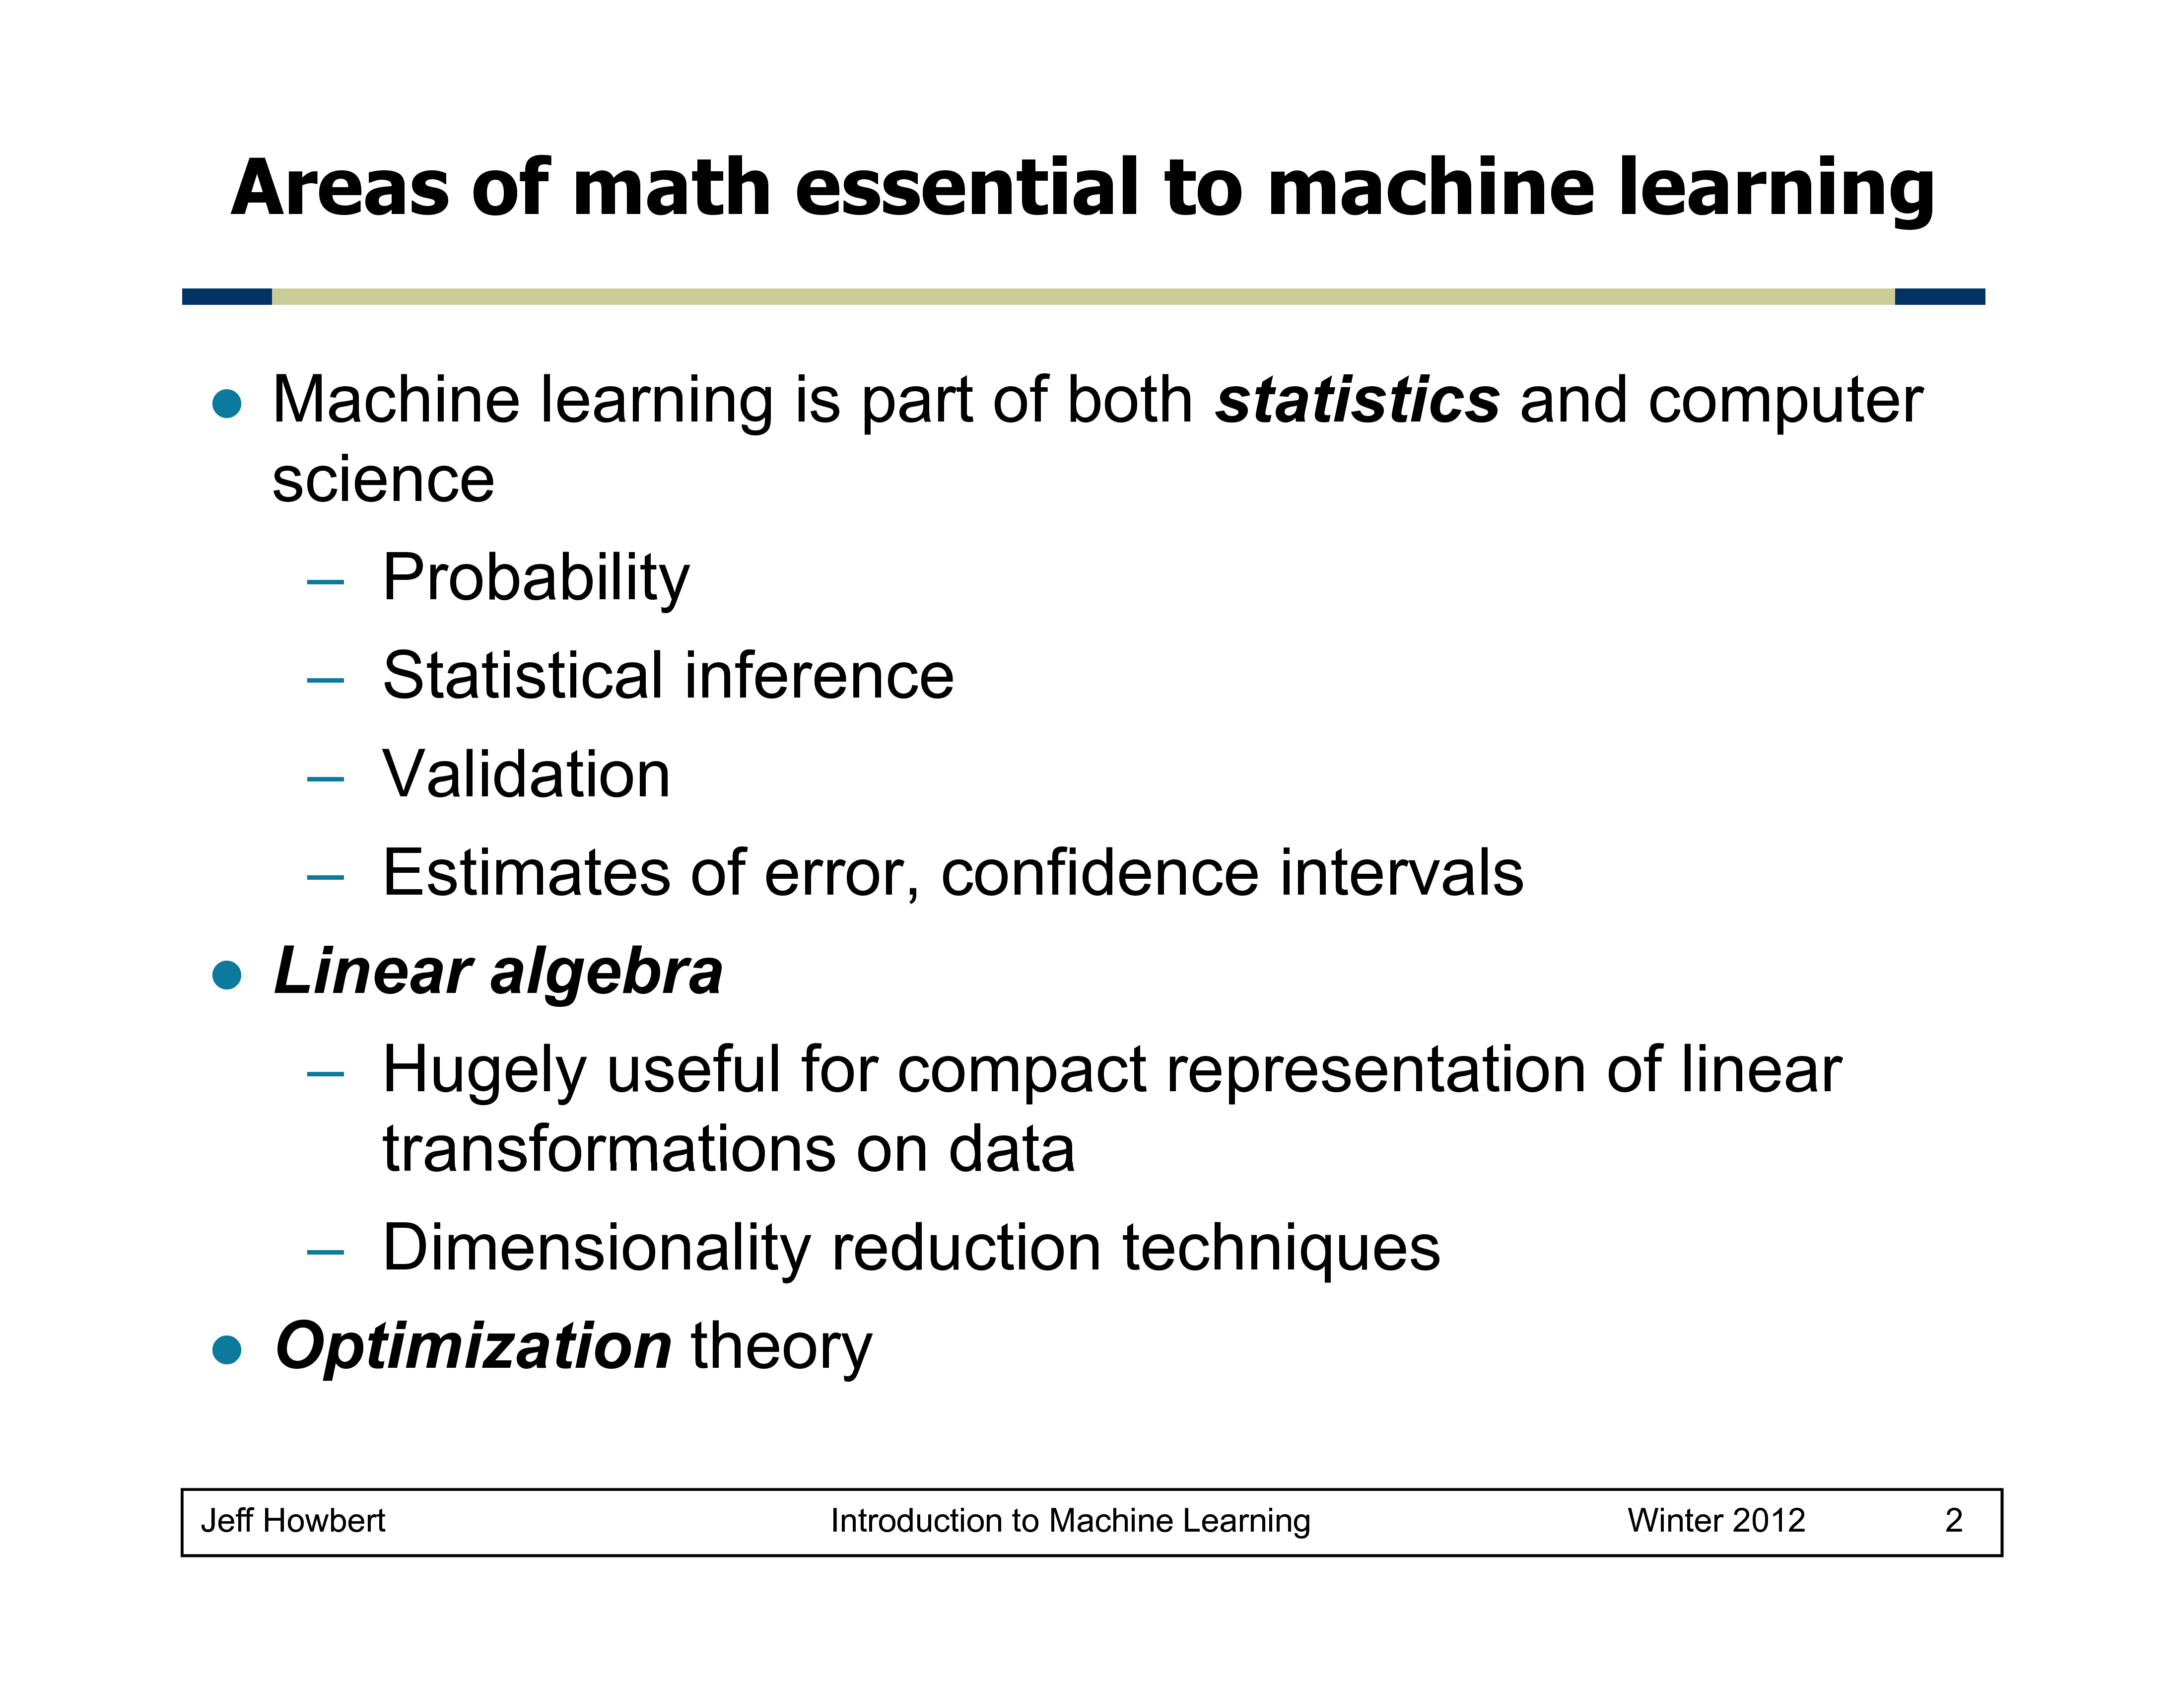 Areas of math essential to machine learning
● Machine learning is part of both statistics and computer
science
– Probability
– Statistical inference
– Validation
– Estimates of error, confidence intervals
● Linear algebra
– Hugely useful for compact representation of linear
transformations on data
– Dimensionality reduction techniques
● Optimization theory
Jeff Howbert Introduction to Machine Learning Winter 2012 2